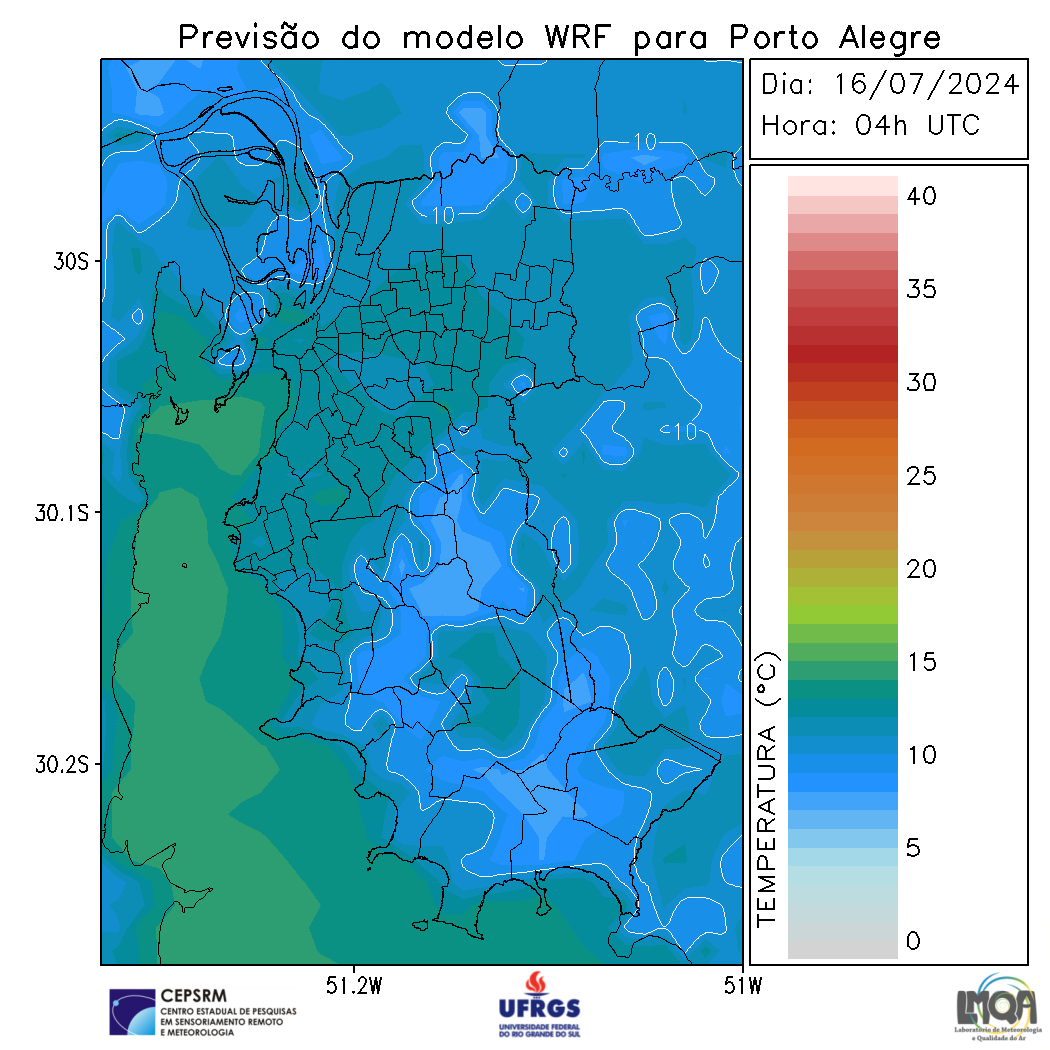 Previsão do modelo WRF para Porto Alegre
Dia: 16/07/2024
Hora: 04h UTC
10
10
<10
30S
30.1S
30.2S
51.2W
51W
40
35
30
25
20
15
10
5
0
TEMPERATURA (°C)
CEPSRM
CENTRO ESTADUAL DE PESQUISAS
EM SENSORIAMENTO REMOTO
E METEOROLOGIA
UFRGS
UNIVERSIDADE FEDERAL
DO RIO GRANDE DO SUL
LMQA
Laboratório de Meteorologia
e Qualidade do Ar